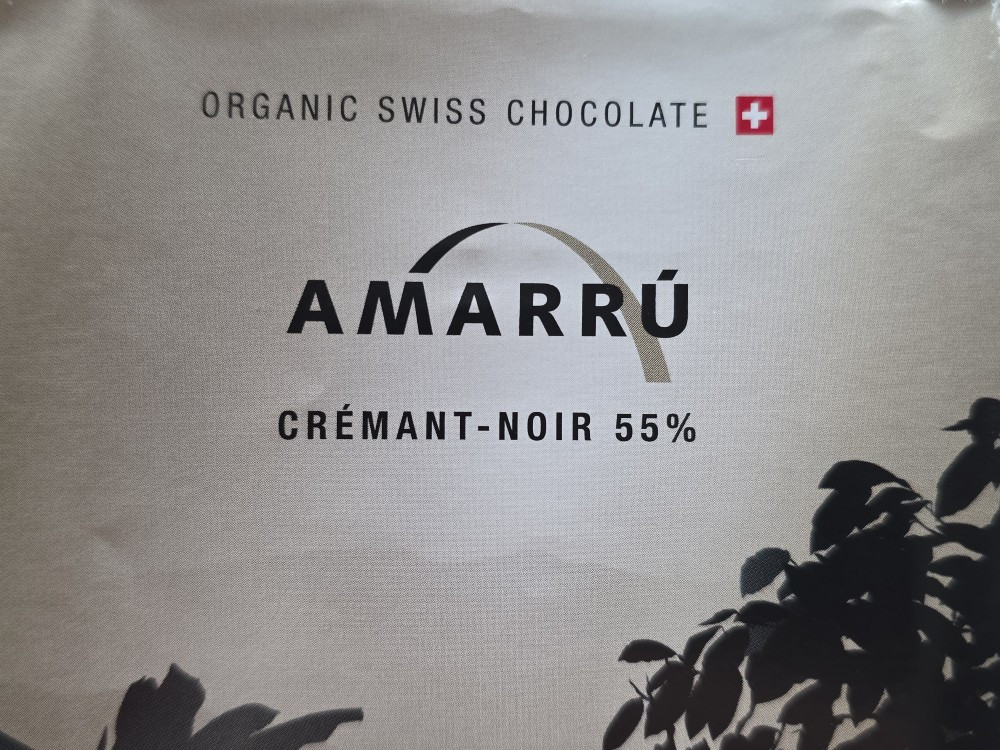 ORGANIC SWISS CHOCOLATE
AMARRÚ
CRÉMANT-NOIR 55%